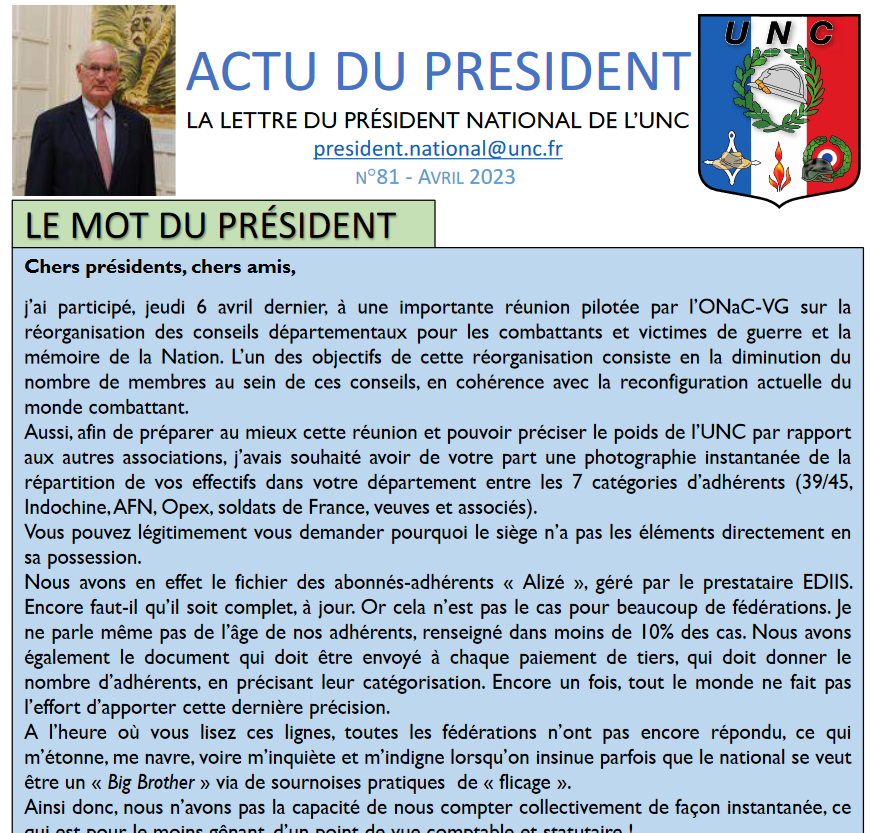 ACTU DU PRESIDENT
UNC
LA LETTRE DU PRÉSIDENT NATIONAL DE L'UNC
president.national@unc.fr
N°81 - AVRIL 2023
LE MOT DU PRÉSIDENT
Chers présidents, chers amis,
j'ai participé, jeudi 6 avril dernier, à une importante réunion pilotée par l'ONaC-VG sur la
réorganisation des conseils départementaux pour les combattants et victimes de guerre et la
mémoire de la Nation. L'un des objectifs de cette réorganisation consiste en la diminution du
nombre de membres au sein de ces conseils, en cohérence avec la reconfiguration actuelle du
monde combattant.
Aussi, afin de préparer au mieux cette réunion et pouvoir préciser le poids de l'UNC par rapport
aux autres associations, j'avais souhaité avoir de votre part une photographie instantanée de la
répartition de vos effectifs dans votre département entre les 7 catégories d'adhérents (39/45,
Indochine, AFN, Opex, soldats de France, veuves et associés).
Vous pouvez légitimement vous demander pourquoi le siège n'a pas les éléments directement en
sa possession.
Nous avons en effet le fichier des abonnés-adhérents « Alizé », géré par le prestataire EDIIS.
Encore faut-il qu'il soit complet, à jour. Or cela n'est pas le cas pour beaucoup de fédérations. Je
ne parle même pas de l'âge de nos adhérents, renseigné dans moins de 10% des cas. Nous avons
également le document qui doit être envoyé à chaque paiement de tiers, qui doit donner le
nombre d'adhérents, en précisant leur catégorisation. Encore un fois, tout le monde ne fait pas
l'effort d'apporter cette dernière précision.
A l'heure où vous lisez ces lignes, toutes les fédérations n'ont pas encore répondu, ce qui
m'étonne, me navre, voire m'inquiète et m'indigne lorsqu'on insinue parfois que le national se veut
être un « Big Brother » via de sournoises pratiques de « flicage ».
Ainsi donc, nous n'avons pas la capacité de nous compter collectivement de façon instantanée, ce
qui est pour le moins gênant, d'un point de vue comptable et statutaire !